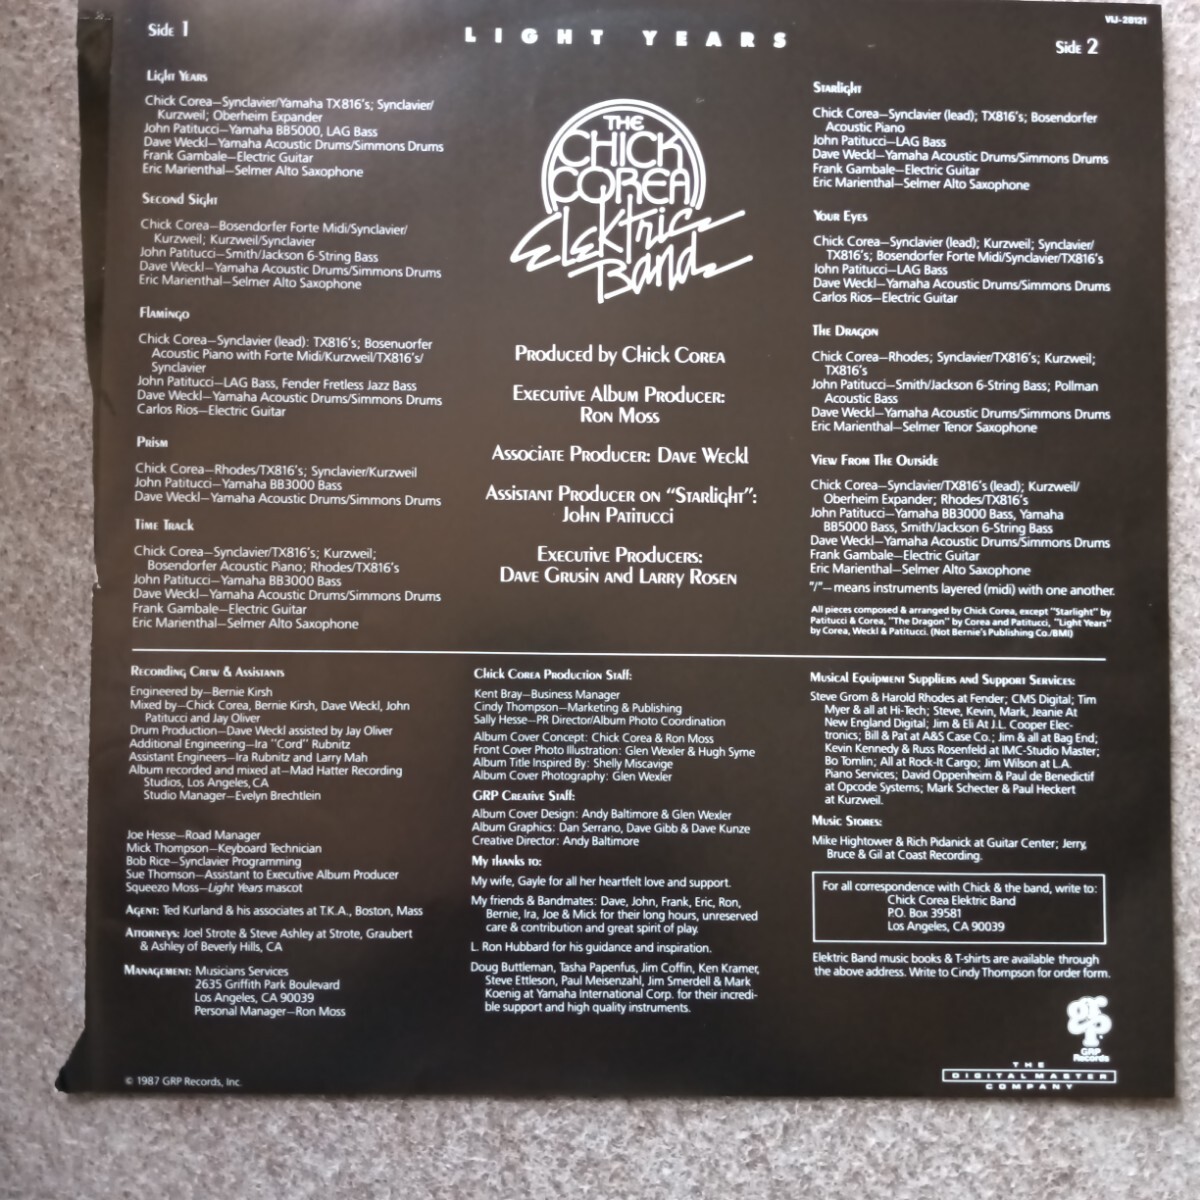 VIJ-28121
LIGHT YEARS
Side 1
Light Years
Chick Corea—Synclavier/Yamaha TX816's; Synclavier/
Kurzweil; Oberheim Expander
John Patitucci—Yamaha BB5000, LAG Bass
Dave Weckl—Yamaha Acoustic Drums/Simmons Drums
Frank Gambale—Electric Guitar
Eric Marienthal—Selmer Alto Saxophone
Second Sight
Chick Corea—Bosendorfer Forte Midi/Synclavier/
Kurzweil; Kurzweil/Synclavier
John Patitucci—Smith/Jackson 6-String Bass
Dave Weckl—Yamaha Acoustic Drums/Simmons Drums
Eric Marienthal—Selmer Alto Saxophone
Flamingo
Chick Corea—Synclavier (lead): TX816's; Bosenuorfer
Acoustic Piano with Forte Midi/Kurzweil/TX816's/
Synclavier
John Patitucci—LAG Bass, Fender Fretless Jazz Bass
Dave Weckl—Yamaha Acoustic Drums/Simmons Drums
Carlos Rios—Electric Guitar
Prism
Chick Corea—Rhodes/TX816's; Synclavier/Kurzweil
John Patitucci—Yamaha BB3000 Bass
Dave Weckl—Yamaha Acoustic Drums/Simmons Drums
Time Track
Chick Corea—Synclavier/TX816's; Kurzweil;
Bosendorfer Acoustic Piano; Rhodes/TX816's
John Patitucci—Yamaha BB3000 Bass
Dave Weckl—Yamaha Acoustic Drums/Simmons Drums
Frank Gambale—Electric Guitar
Eric Marienthal—Selmer Alto Saxophone
THE
CHICK
COREA
Elektric
Band
Produced by Chick Corea
Executive Album Producer:
Ron Moss
Associate Producer: Dave Weckl
Assistant Producer on "Starlight":
John Patitucci
Executive Producers:
Dave Grusin and Larry Rosen
Side 2
Starlight
Chick Corea—Synclavier (lead); TX816's; Bosendorfer
Acoustic Piano
John Patitucci—LAG Bass
Dave Weckl—Yamaha Acoustic Drums/Simmons Drums
Frank Gambale—Electric Guitar
Eric Marienthal—Selmer Alto Saxophone
Your Eyes
Chick Corea—Synclavier (lead); Kurzweil; Synclavier/
TX816's; Bosendorfer Forte Midi/Synclavier/TX816's
John Patitucci—LAG Bass
Dave Weckl—Yamaha Acoustic Drums/Simmons Drums
Carlos Rios—Electric Guitar
The Dragon
Chick Corea—Rhodes; Synclavier/TX816's; Kurzweil;
TX816's
John Patitucci—Smith/Jackson 6-String Bass; Pollman
Acoustic Bass
Dave Weckl—Yamaha Acoustic Drums/Simmons Drums
Eric Marienthal—Selmer Tenor Saxophone
View From The Outside
Chick Corea—Synclavier/TX816's (lead); Kurzweil/
Oberheim Expander; Rhodes/TX816's
John Patitucci—Yamaha BB3000 Bass, Yamaha
BB5000 Bass, Smith/Jackson 6-String Bass
Dave Weckl—Yamaha Acoustic Drums/Simmons Drums
Frank Gambale—Electric Guitar
Eric Marienthal—Selmer Alto Saxophone
"/"—means instruments layered (midi) with one another.
All pieces composed & arranged by Chick Corea, except "Starlight" by
Patitucci & Corea, "The Dragon" by Corea and Patitucci, "Light Years"
by Corea, Weckl & Patitucci. (Not Bernie's Publishing Co./BMI)
Recording Crew & Assistants
Engineered by—Bernie Kirsh
Mixed by—Chick Corea, Bernie Kirsh, Dave Weckl, John
Patitucci and Jay Oliver
Drum Production—Dave Weckl assisted by Jay Oliver
Additional Engineering—Ira "Cord" Rubnitz
Assistant Engineers—Ira Rubnitz and Larry Mah
Album recorded and mixed at—Mad Hatter Recording
Studios, Los Angeles, CA
Studio Manager—Evelyn Brechtlein
Joe Hesse—Road Manager
Mick Thompson—Keyboard Technician
Bob Rice—Synclavier Programming
Sue Thomson—Assistant to Executive Album Producer
Squeezo Moss—Light Years mascot
Agent: Ted Kurland & his associates at T.K.A., Boston, Mass
Attorneys: Joel Strote & Steve Ashley at Strote, Graubert
& Ashley of Beverly Hills, CA
Management: Musicians Services
2635 Griffith Park Boulevard
Los Angeles, CA 90039
Personal Manager—Ron Moss
© 1987 GRP Records, Inc.
Chick Corea Production Staff:
Kent Bray—Business Manager
Cindy Thompson—Marketing & Publishing
Sally Hesse—PR Director/Album Photo Coordination
Album Cover Concept: Chick Corea & Ron Moss
Front Cover Photo Illustration: Glen Wexler & Hugh Syme
Album Title Inspired By: Shelly Miscavige
Album Cover Photography: Glen Wexler
GRP Creative Staff:
Album Cover Design: Andy Baltimore & Glen Wexler
Album Graphics: Dan Serrano, Dave Gibb & Dave Kunze
Creative Director: Andy Baltimore
My thanks to:
My wife, Gayle for all her heartfelt love and support.
My friends & Bandmates: Dave, John, Frank, Eric, Ron,
Bernie, Ira, Joe & Mick for their long hours, unreserved
care & contribution and great spirit of play.
L. Ron Hubbard for his guidance and inspiration.
Doug Buttleman, Tasha Papenfus, Jim Coffin, Ken Kramer,
Steve Ettleson, Paul Meisenzahl, Jim Smerdell & Mark
Koenig at Yamaha International Corp. for their incredi-
ble support and high quality instruments.
Musical Equipment Suppliers and Support Services:
Steve Grom & Harold Rhodes at Fender; CMS Digital; Tim
Myer & all at Hi-Tech; Steve, Kevin, Mark, Jeanie At
New England Digital; Jim & Eli At J.L. Cooper Elec-
tronics; Bill & Pat at A&S Case Co.; Jim & all at Bag End;
Kevin Kennedy & Russ Rosenfeld at IMC-Studio Master;
Bo Tomlin; All at Rock-It Cargo; Jim Wilson at L.A.
Piano Services; David Oppenheim & Paul de Benedictif
at Opcode Systems; Mark Schecter & Paul Heckert
at Kurzweil.
Music Stores:
Mike Hightower & Rich Pidanick at Guitar Center; Jerry,
Bruce & Gil at Coast Recording.
For all correspondence with Chick & the band, write to:
Chick Corea Elektric Band
P.O. Box 39581
Los Angeles, CA 90039
Elektric Band music books & T-shirts are available through
the above address. Write to Cindy Thompson for order form.
grp
GRP
Records
THE
DIGITAL MASTER
COMPANY